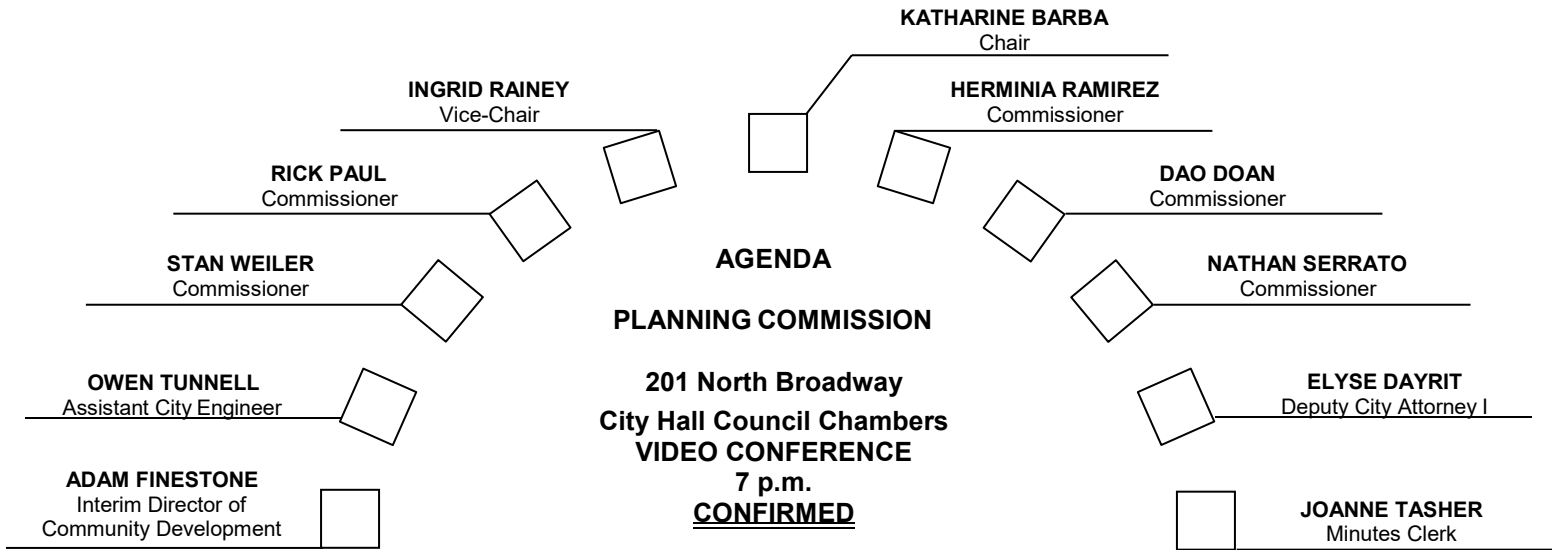 KATHARINE BARBA
Chair
INGRID RAINEY
Vice-Chair
HERMINIA RAMIREZ
Commissioner
RICK PAUL
Commissioner
DAO DOAN
Commissioner
STAN WEILER
Commissioner
AGENDA
NATHAN SERRATO
Commissioner
PLANNING COMMISSION
OWEN TUNNELL
Assistant City Engineer
201 North Broadway
City Hall Council Chambers
VIDEO CONFERENCE
7 p.m.
CONFIRMED
ELYSE DAYRIT
Deputy City Attorney I
ADAM FINESTONE
Interim Director of
Community Development
JOANNE TASHER
Minutes Clerk